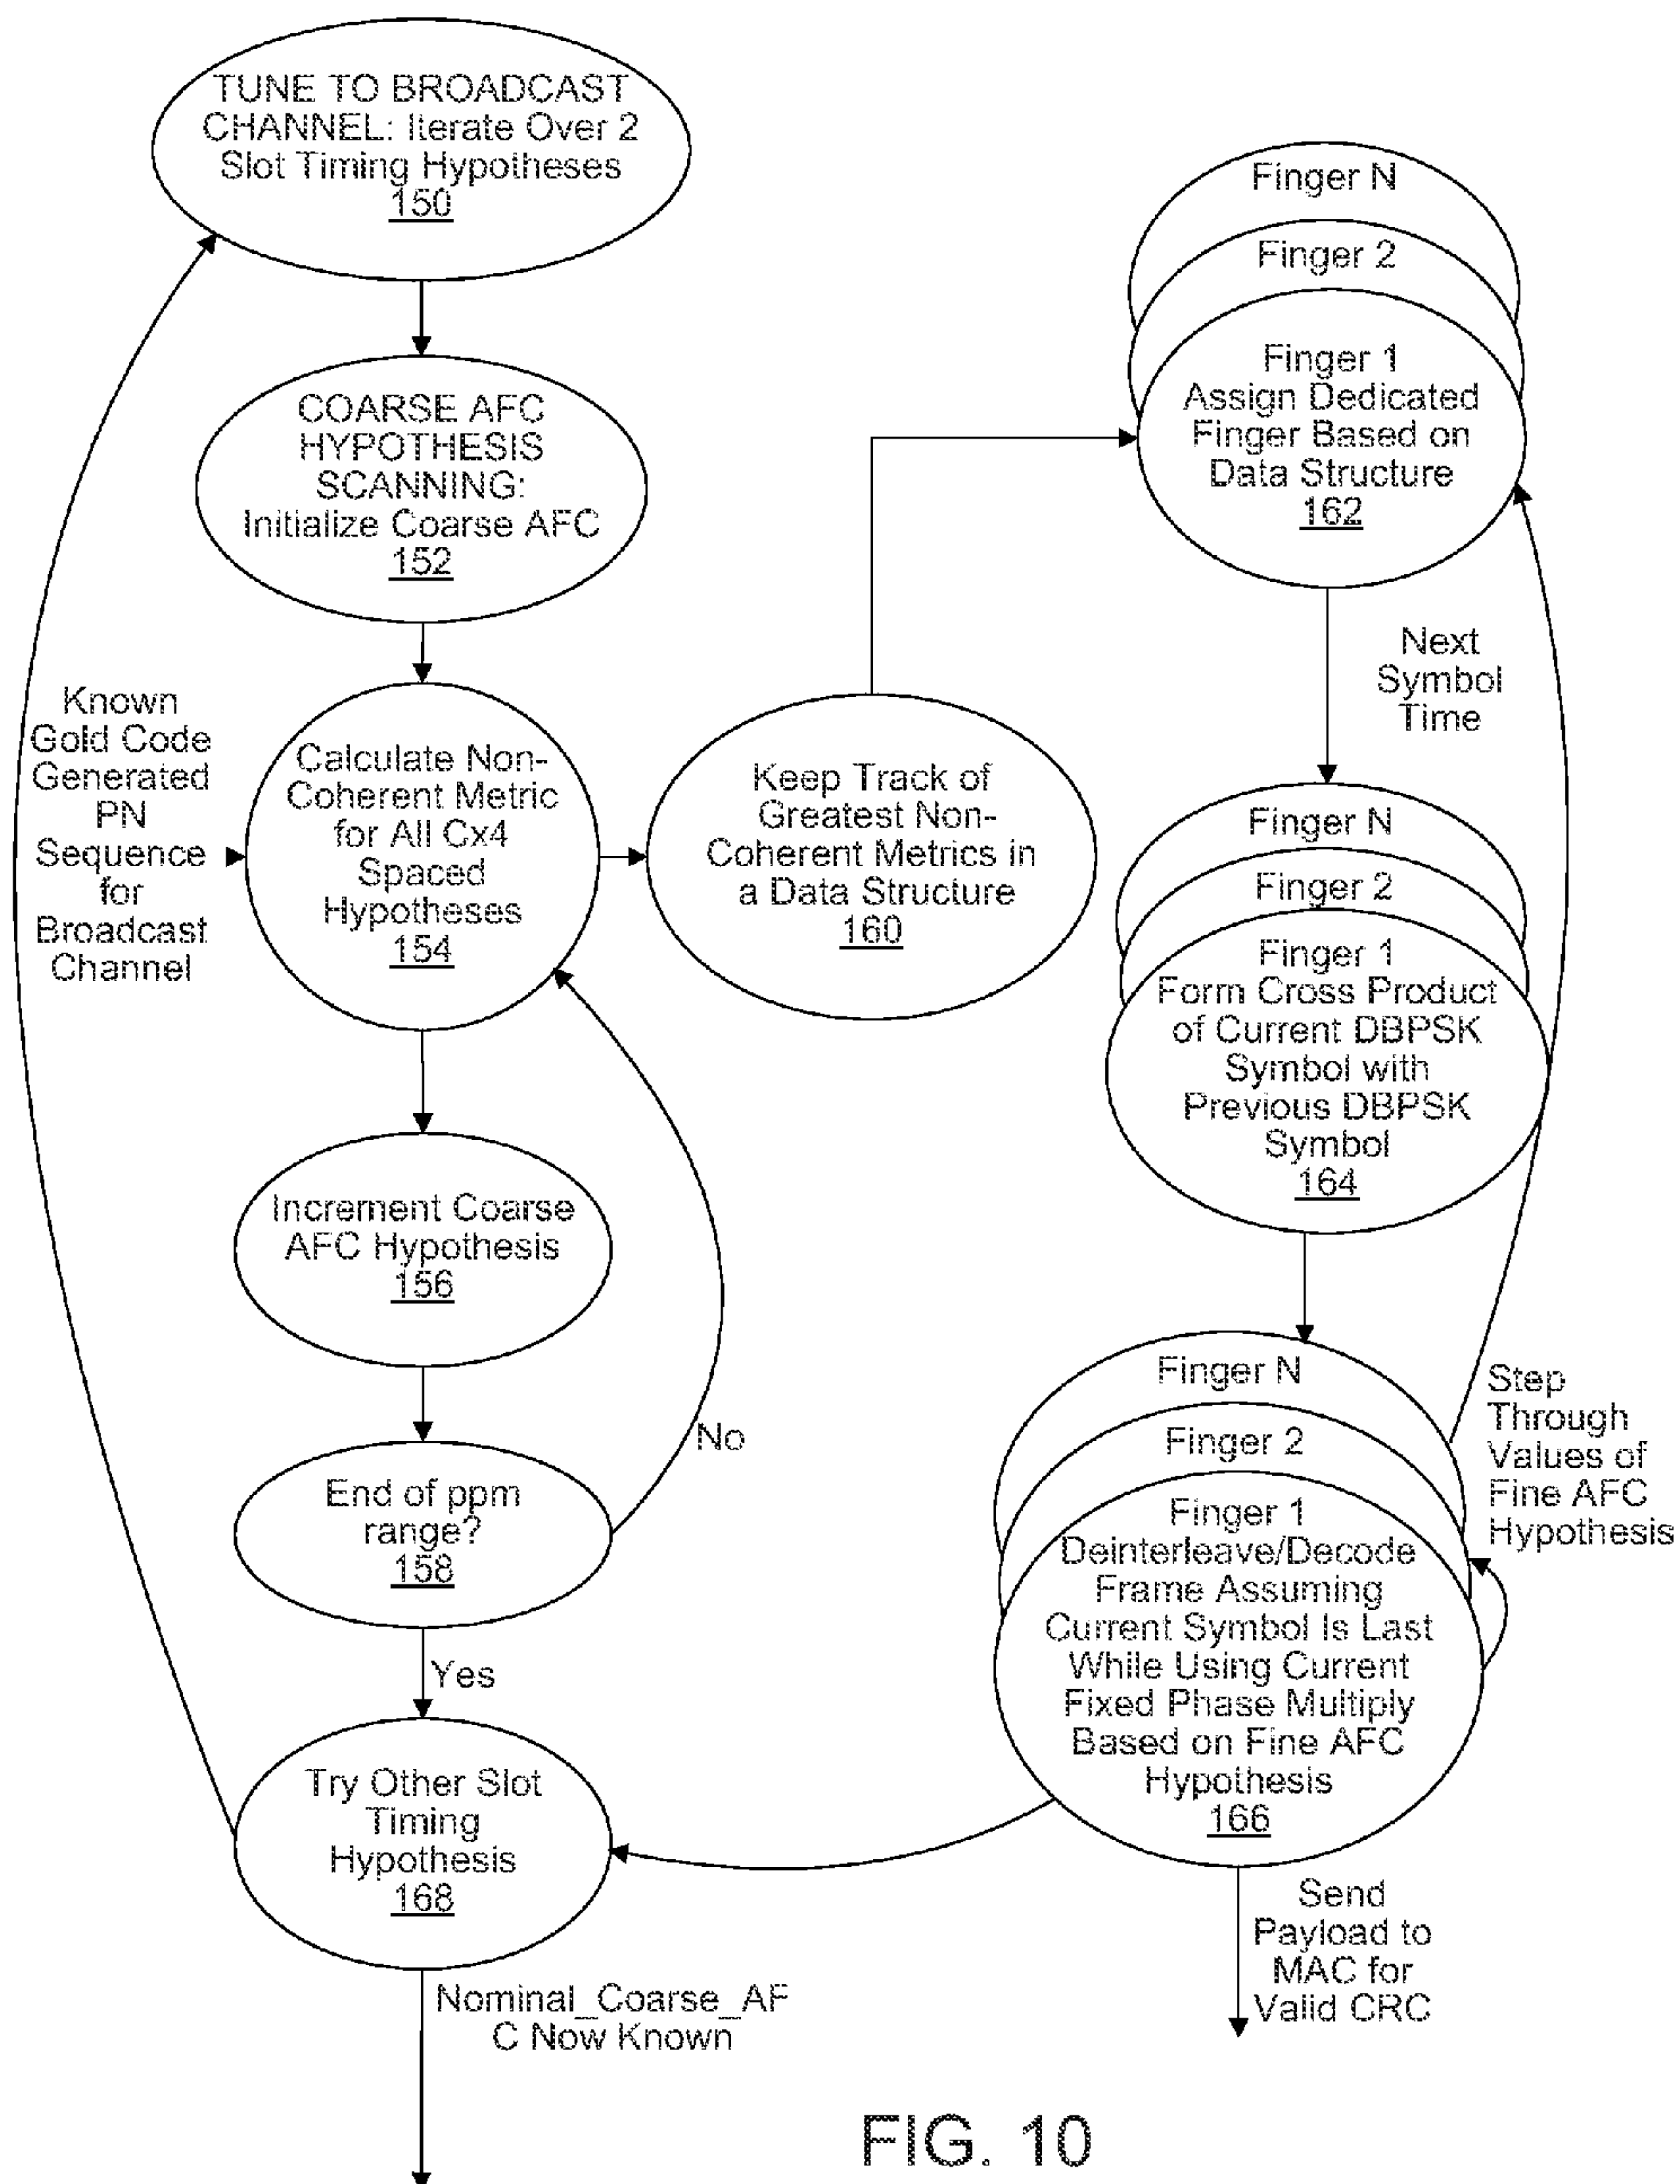 TUNE TO BROADCAST
CHANNEL: Iterate Over 2
Slot Timing Hypotheses
150
COARSE AFC
HYPOTHESIS
SCANNING:
Initialize Coarse AFC
152
Known
Gold Code
Generated
PN
Sequence
for
Broadcast
Channel
Calculate Non-
Coherent Metric
for All Cx4
Spaced
Hypotheses
154
Increment Coarse
AFC Hypothesis
156
End of ppm
range?
158
No
Yes
Try Other Slot
Timing
Hypothesis
168
Nominal_Coarse_AF
C Now Known
Keep Track of
Greatest Non-
Coherent Metrics in
a Data Structure
160
Finger N
Finger 2
Finger 1
Assign Dedicated
Finger Based on
Data Structure
162
Next
Symbol
Time
Finger N
Finger 2
Finger 1
Form Cross Product
of Current DBPSK
Symbol with
Previous DBPSK
Symbol
164
Finger N
Finger 2
Finger 1
Deinterleave/Decode
Frame Assuming
Current Symbol Is Last
While Using Current
Fixed Phase Multiply
Based on Fine AFC
Hypothesis
166
Step
Through
Values of
Fine AFC
Hypothesis
Send
Payload to
MAC for
Valid CRC
FIG. 10